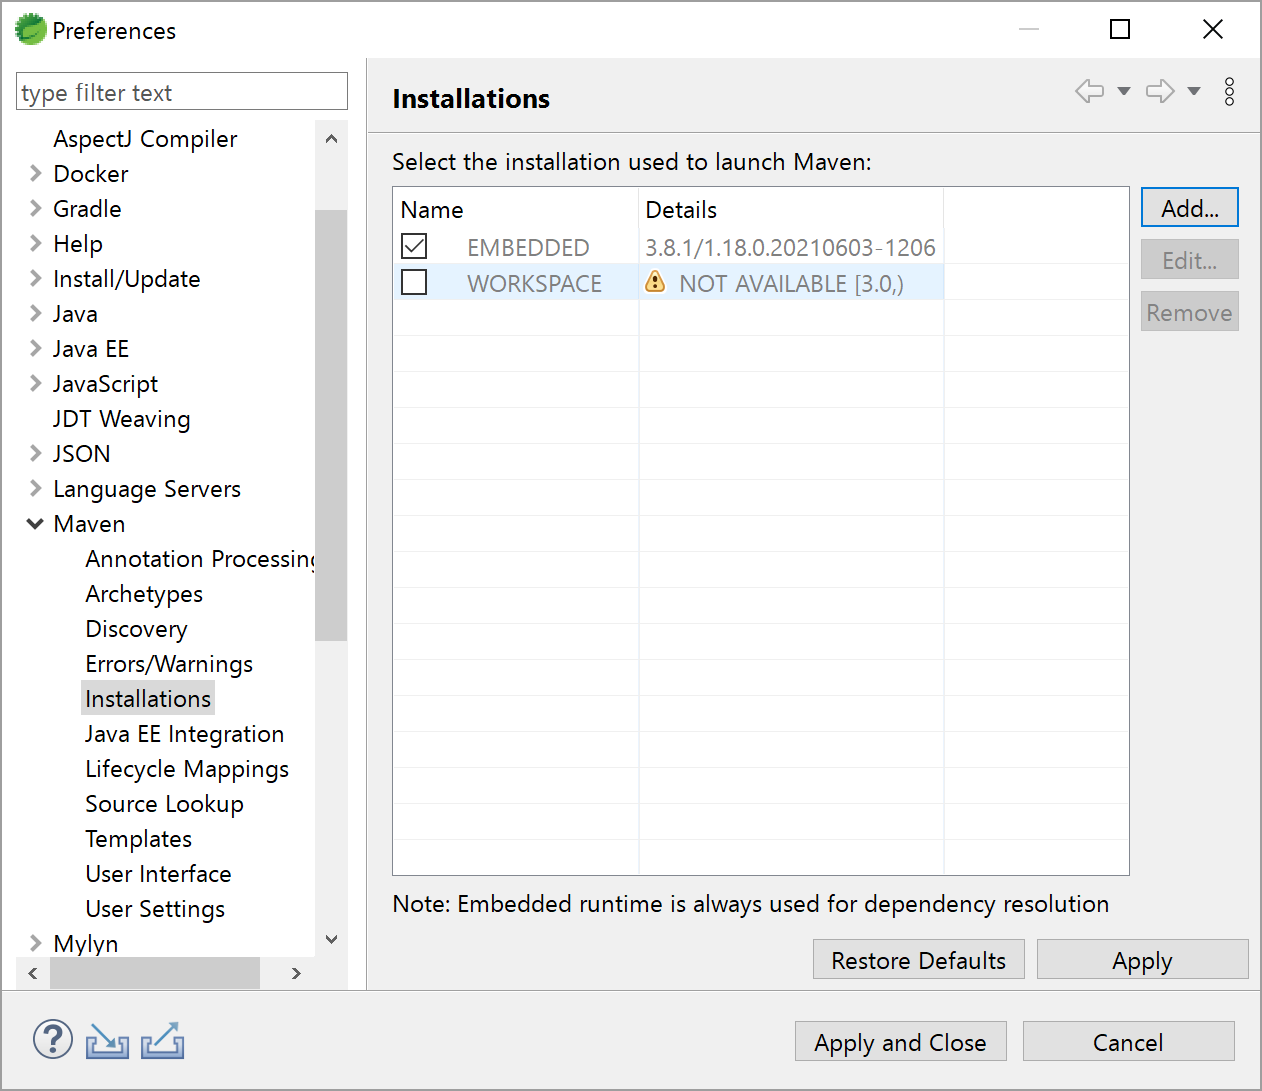 Preferences
type filter text
AspectJ Compiler
Docker
Gradle
Help
Install/Update
Java
Java EE
JavaScript
JDT Weaving
JSON
Language Servers
Maven
Annotation Processing
Archetypes
Discovery
Errors/Warnings
Installations
Java EE Integration
Lifecycle Mappings
Source Lookup
Templates
User Interface
User Settings
Mylyn
Installations
Select the installation used to launch Maven:
Name Details
EMBEDDED 3.8.1/1.18.0.20210603-1206
WORKSPACE NOT AVAILABLE [3.0,)
Add...
Edit...
Remove
Note: Embedded runtime is always used for dependency resolution
Restore Defaults Apply
Apply and Close Cancel